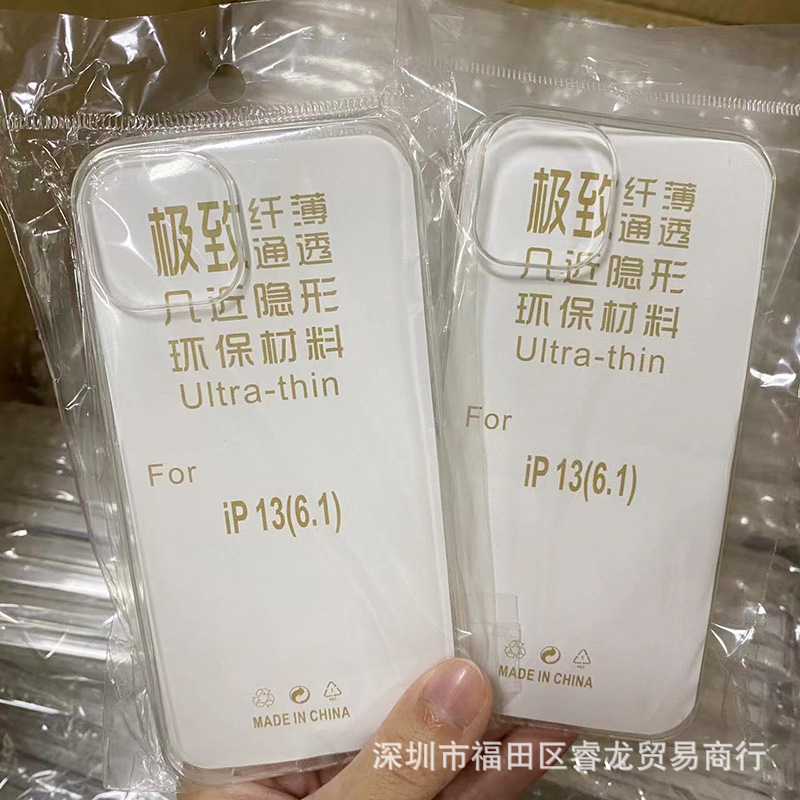 极致纤薄
通透
几近隐形
环保材料
Ultra-thin
For
iP 13(6.1)
MADE IN CHINA
极致纤薄
通透
几近隐形
环保材料
Ultra-thin
For
iP 13(6.1)
MADE IN CHINA
深圳市福田区睿龙贸易商行